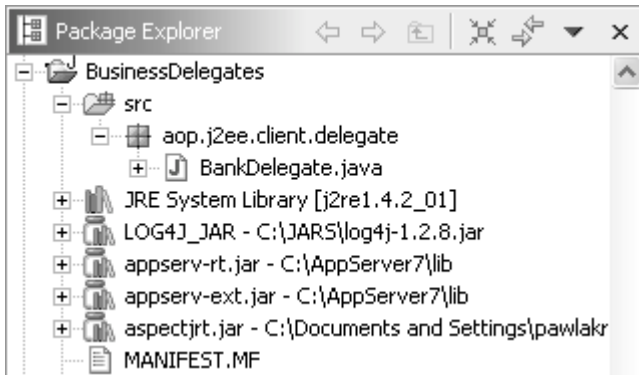 Package Explorer
BusinessDelegates
src
aop.j2ee.client.delegate
BankDelegate.java
JRE System Library [j2re1.4.2_01]
LOG4J_JAR - C:\JARS\log4j-1.2.8.jar
appserv-rt.jar - C:\AppServer7\lib
appserv-ext.jar - C:\AppServer7\lib
aspectjrt.jar - C:\Documents and Settings\pawlakr
MANIFEST.MF